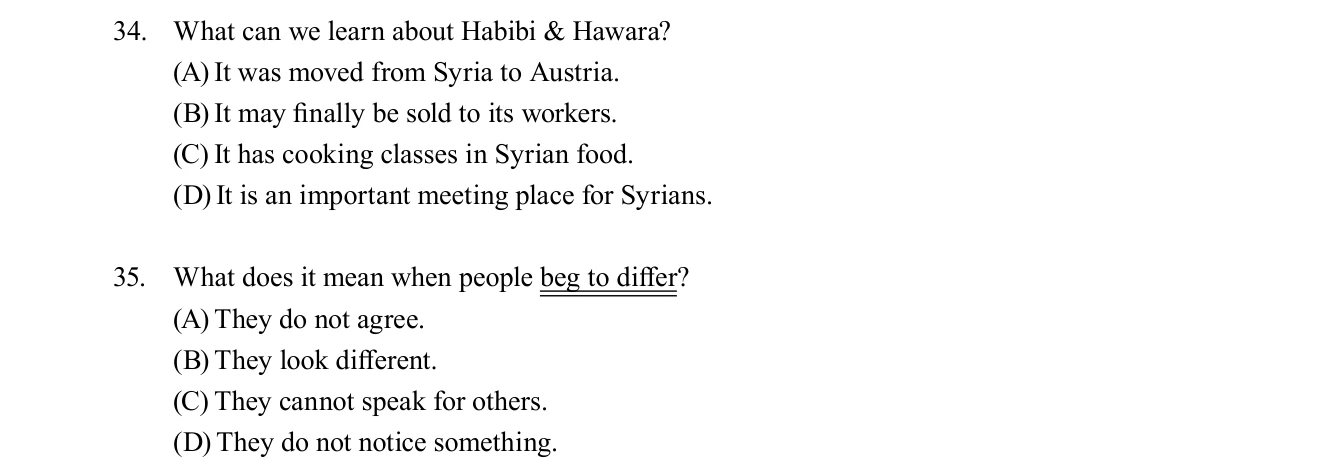 34. What can we learn about Habibi & Hawara?
(A) It was moved from Syria to Austria.
(B) It may finally be sold to its workers.
(C) It has cooking classes in Syrian food.
(D) It is an important meeting place for Syrians.
35. What does it mean when people beg to differ?
(A) They do not agree.
(B) They look different.
(C) They cannot speak for others.
(D) They do not notice something.